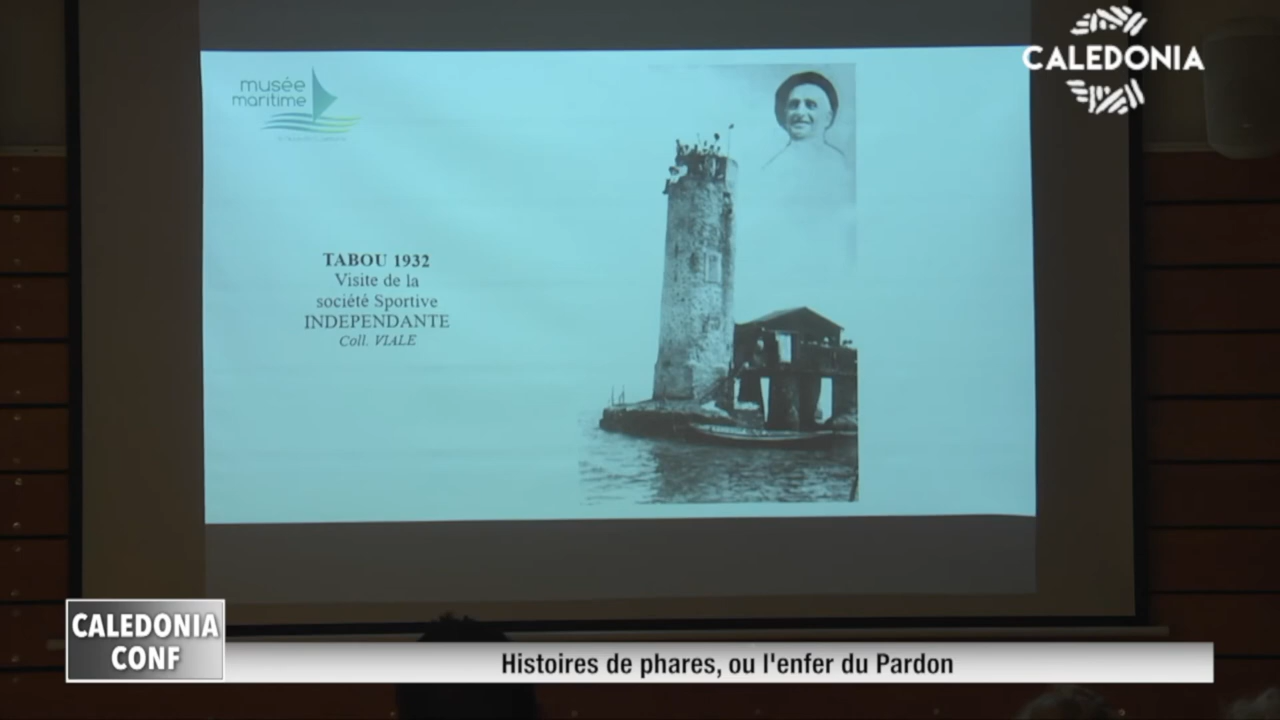 musée
maritime
CALEDONIA
TABOU 1932
Visite de la
société Sportive
INDEPENDANTE
Coll. VIALE
CALEDONIA
CONF
Histoires de phares, ou l'enfer du Pardon